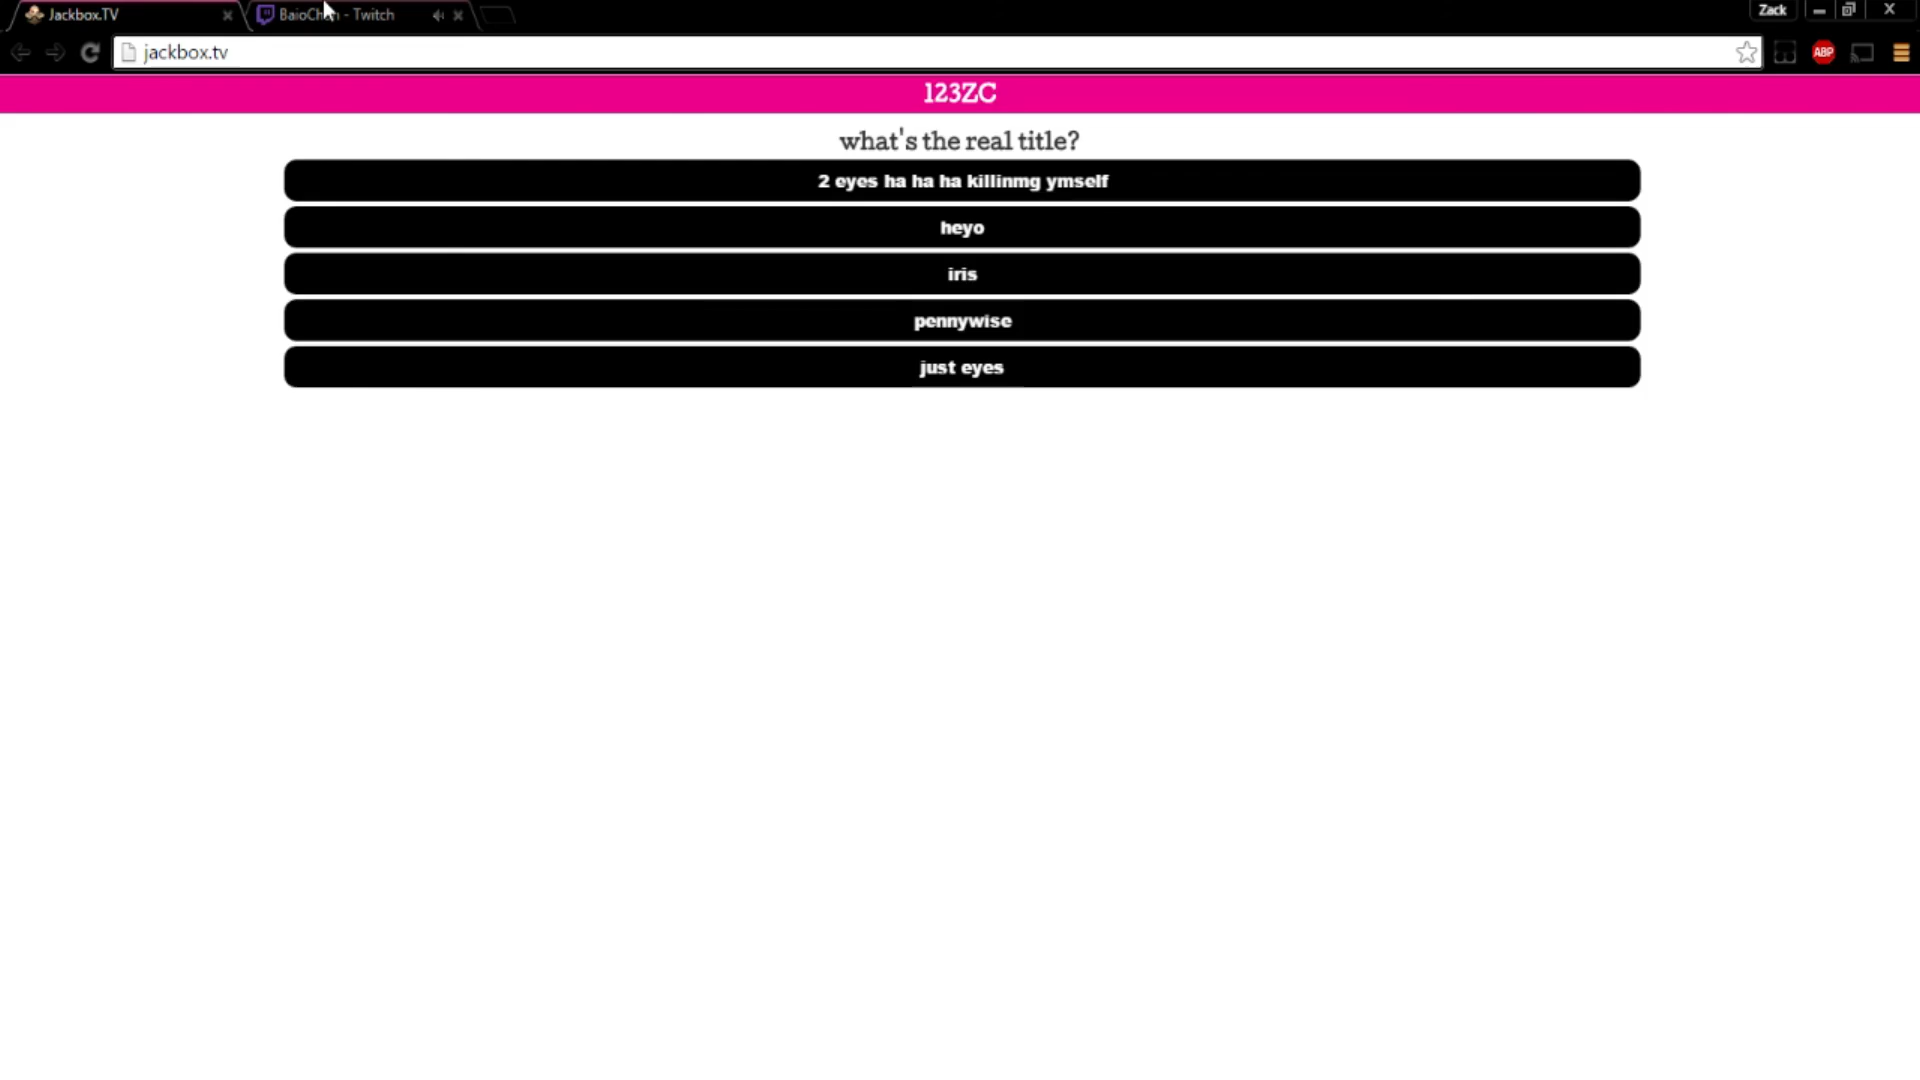 Jackbox.TV
BaioChan - Twitch
Zack
jackbox.tv
ABP
123ZC
what's the real title?
2 eyes ha ha ha killinmg ymself
heyo
iris
pennywise
just eyes